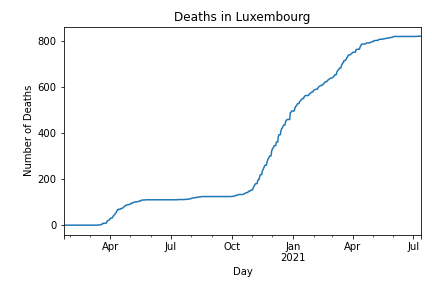 Deaths in Luxembourg
Number of Deaths
800
600
400
200
0
Apr
Jul
Oct
Jan
2021
Apr
Jul
Day